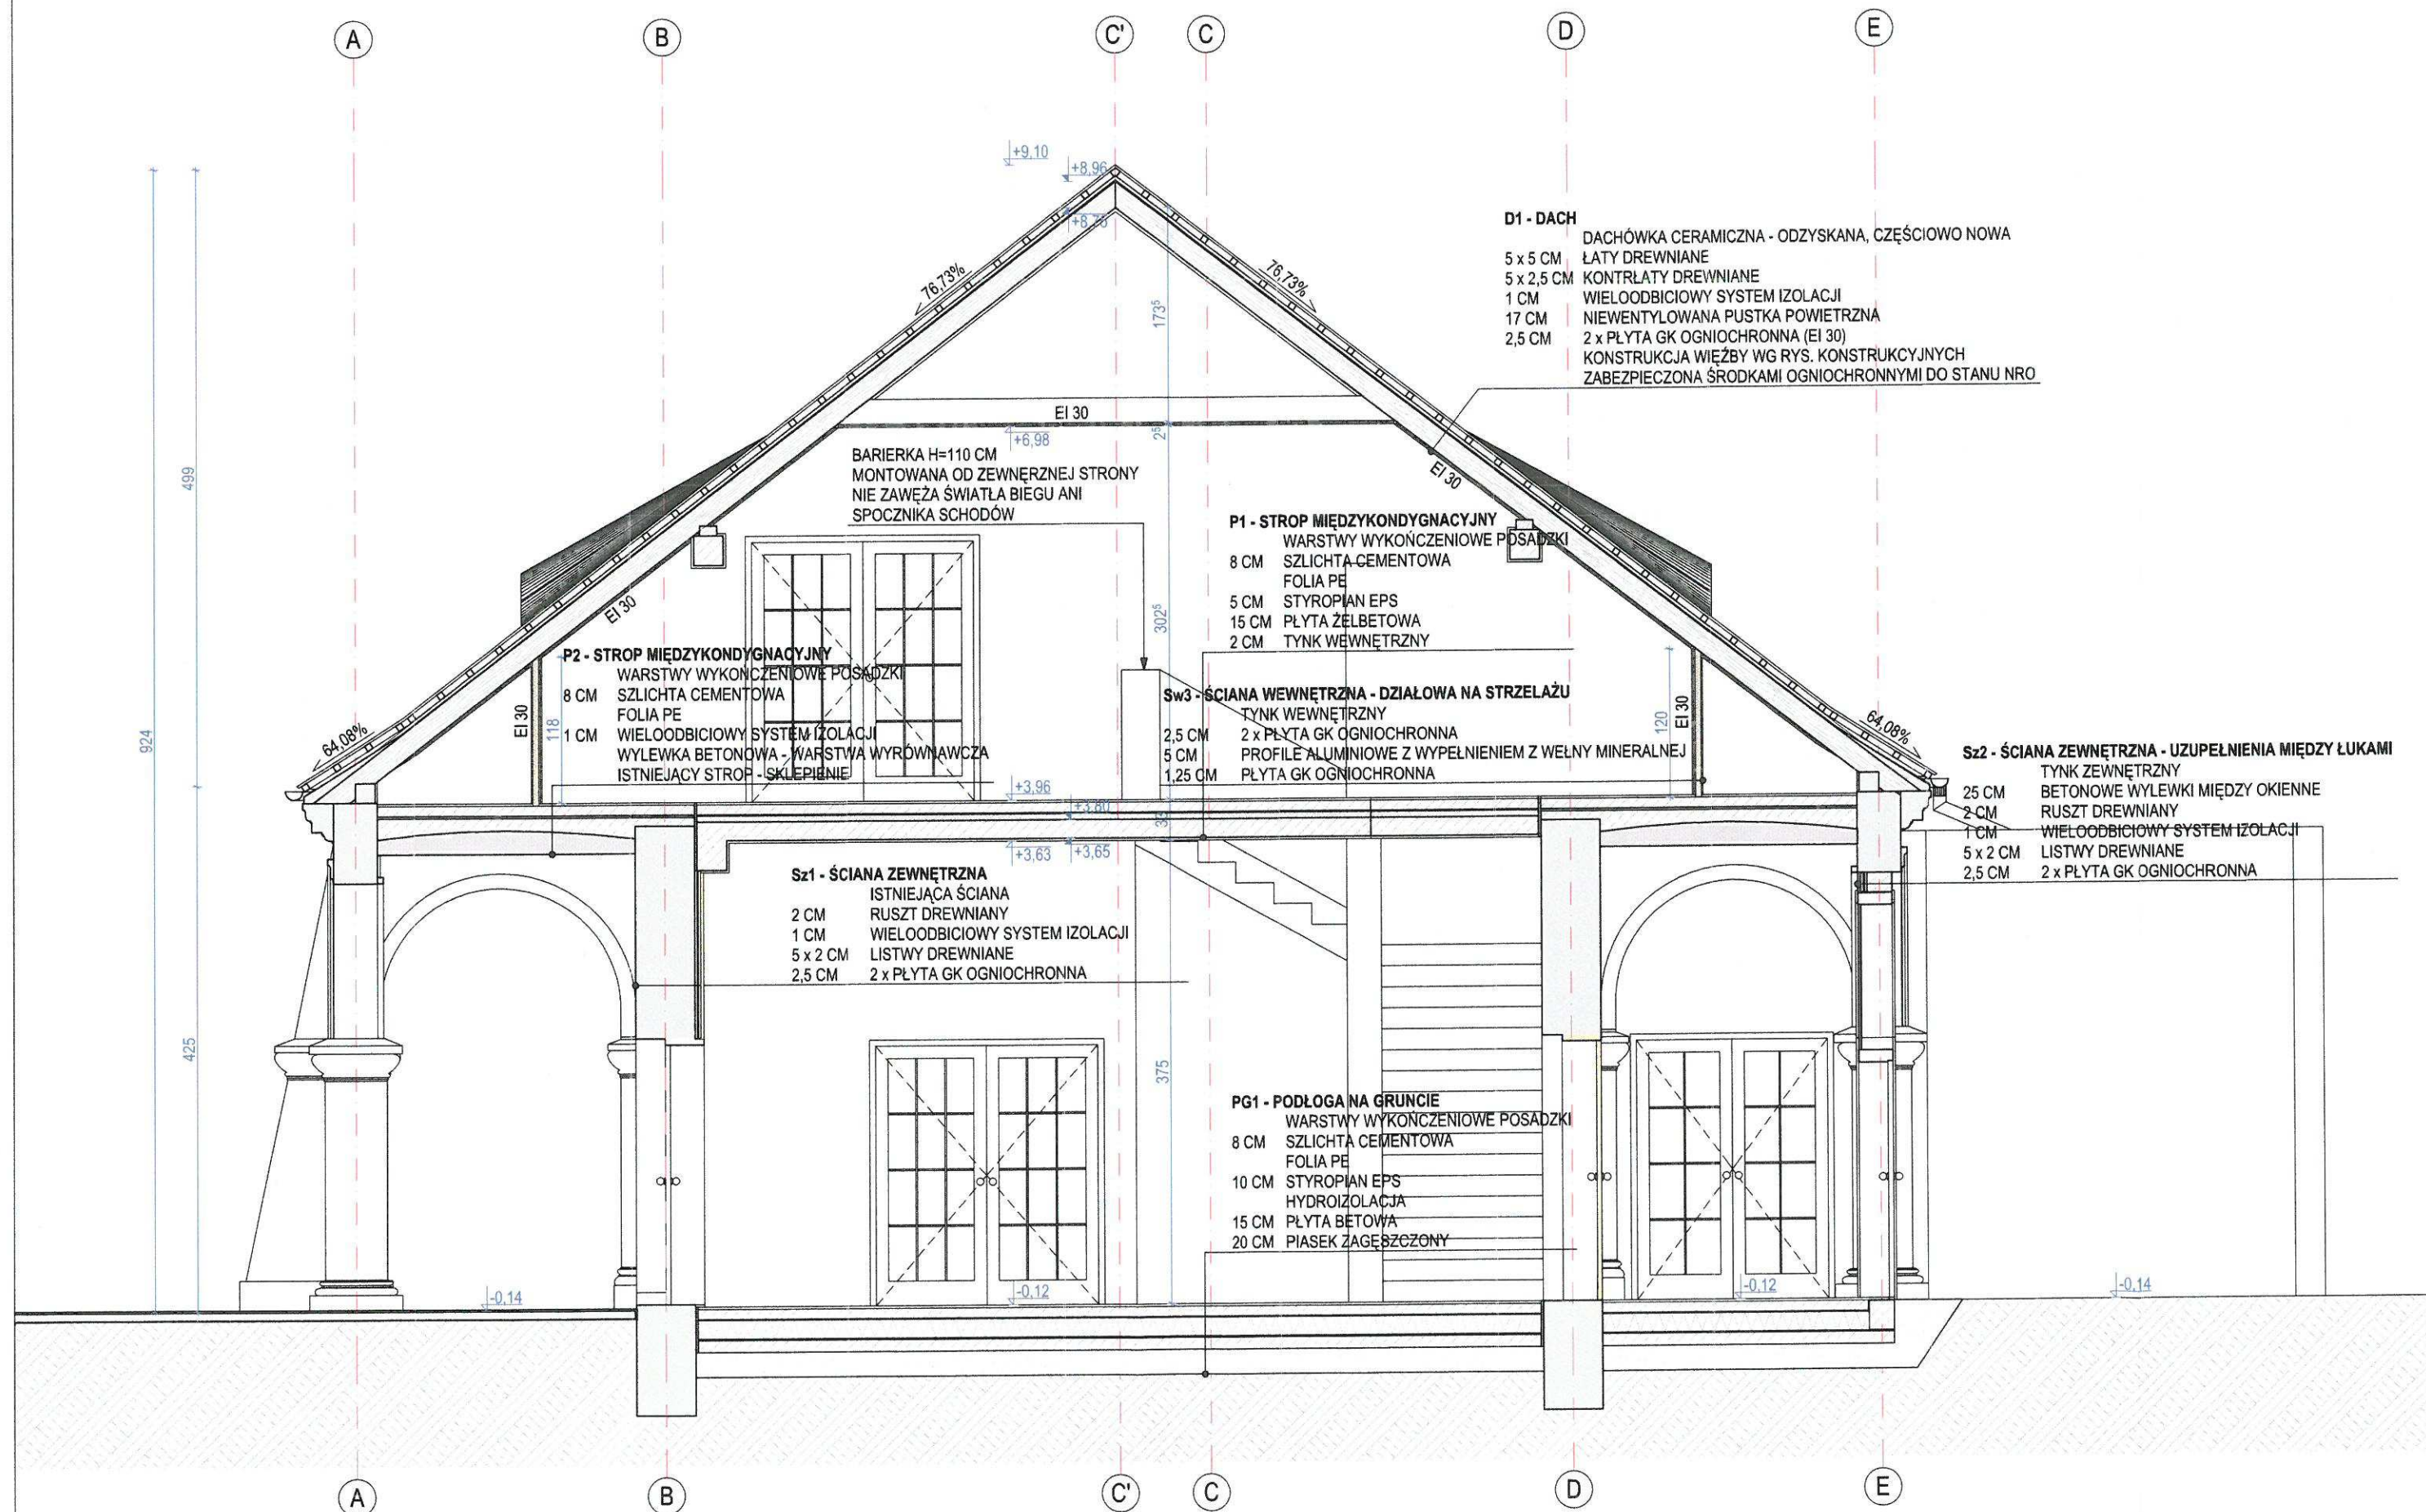 A B C' C D E
+9,10
+8,96
+8,78
D1 - DACH
DACHÓWKA CERAMICZNA - ODZYSKANA, CZĘŚCIOWO NOWA
5 x 5 CM ŁATY DREWNIANE
5 x 2,5 CM KONTRŁATY DREWNIANE
1 CM WIELOODBICIOWY SYSTEM IZOLACJI
17 CM NIEWENTYLOWANA PUSTKA POWIETRZNA
2,5 CM 2 x PŁYTA GK OGNIOCHRONNA (EI 30)
KONSTRUKCJA WIĘŹBY WG RYS. KONSTRUKCYJNYCH
ZABEZPIECZONA ŚRODKAMI OGNIOCHRONNYMI DO STANU NRO
76,73%
76,73%
173⁵
EI 30
+6,98
2⁵
EI 30
499
924
425
BARIERKA H=110 CM
MONTOWANA OD ZEWNĘRZNEJ STRONY
NIE ZAWĘŻA ŚWIATŁA BIEGU ANI
SPOCZNIKA SCHODÓW
P1 - STROP MIĘDZYKONDYGNACYJNY
WARSTWY WYKOŃCZENIOWE POSADZKI
8 CM SZLICHTA CEMENTOWA
FOLIA PE
5 CM STYROPIAN EPS
15 CM PŁYTA ŻELBETOWA
2 CM TYNK WEWNĘTRZNY
EI 30
302⁵
P2 - STROP MIĘDZYKONDYGNACYJNY
WARSTWY WYKOŃCZENIOWE POSADZKI
8 CM SZLICHTA CEMENTOWA
FOLIA PE
1 CM WIELOODBICIOWY SYSTEM IZOLACJI
WYLEWKA BETONOWA - WARSTWA WYRÓWNAWCZA
ISTNIEJĄCY STROP - SKLEPIENIE
EI 30
118
64,08%
Sw3 - ŚCIANA WEWNĘTRZNA - DZIAŁOWA NA STRZELAŻU
TYNK WEWNĘTRZNY
2,5 CM 2 x PŁYTA GK OGNIOCHRONNA
5 CM PROFILE ALUMINIOWE Z WYPEŁNIENIEM Z WEŁNY MINERALNEJ
1,25 CM PŁYTA GK OGNIOCHRONNA
120
EI 30
64,08%
Sz2 - ŚCIANA ZEWNĘTRZNA - UZUPEŁNIENIA MIĘDZY ŁUKAMI
TYNK ZEWNĘTRZNY
25 CM BETONOWE WYLEWKI MIĘDZY OKIENNE
2 CM RUSZT DREWNIANY
1 CM WIELOODBICIOWY SYSTEM IZOLACJI
5 x 2 CM LISTWY DREWNIANE
2,5 CM 2 x PŁYTA GK OGNIOCHRONNA
+3,96
+3,80
33
+3,63
+3,65
Sz1 - ŚCIANA ZEWNĘTRZNA
ISTNIEJĄCA ŚCIANA
2 CM RUSZT DREWNIANY
1 CM WIELOODBICIOWY SYSTEM IZOLACJI
5 x 2 CM LISTWY DREWNIANE
2,5 CM 2 x PŁYTA GK OGNIOCHRONNA
375
PG1 - PODŁOGA NA GRUNCIE
WARSTWY WYKOŃCZENIOWE POSADZKI
8 CM SZLICHTA CEMENTOWA
FOLIA PE
10 CM STYROPIAN EPS
HYDROIZOLACJA
15 CM PŁYTA BETOWA
20 CM PIASEK ZAGĘSZCZONY
-0,14
-0,12
-0,12
-0,14
A B C' C D E